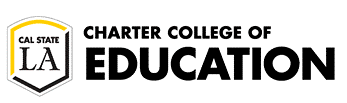 CAL STATE
LA
CHARTER COLLEGE OF
EDUCATION